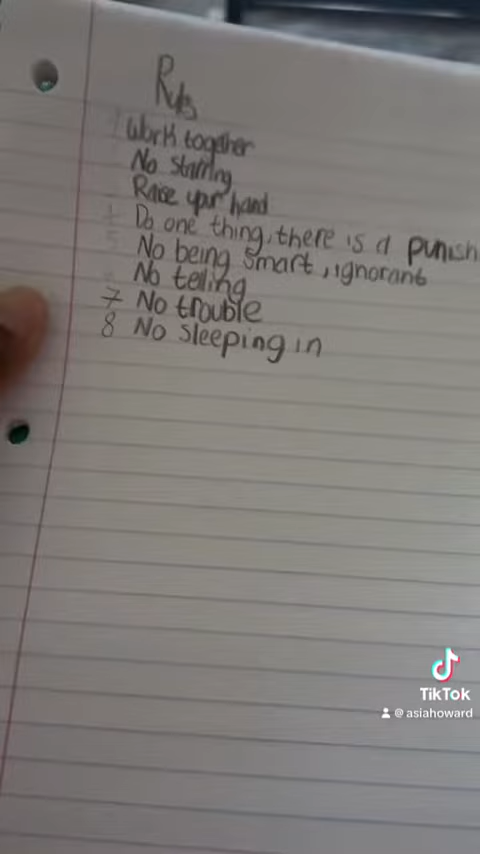 Ruls
Work together
No starring
Raise your hand
Do one thing, there is a punish
No being smart, ignorant
No telling
7 No trouble
8 No sleeping in
TikTok
@asiahoward